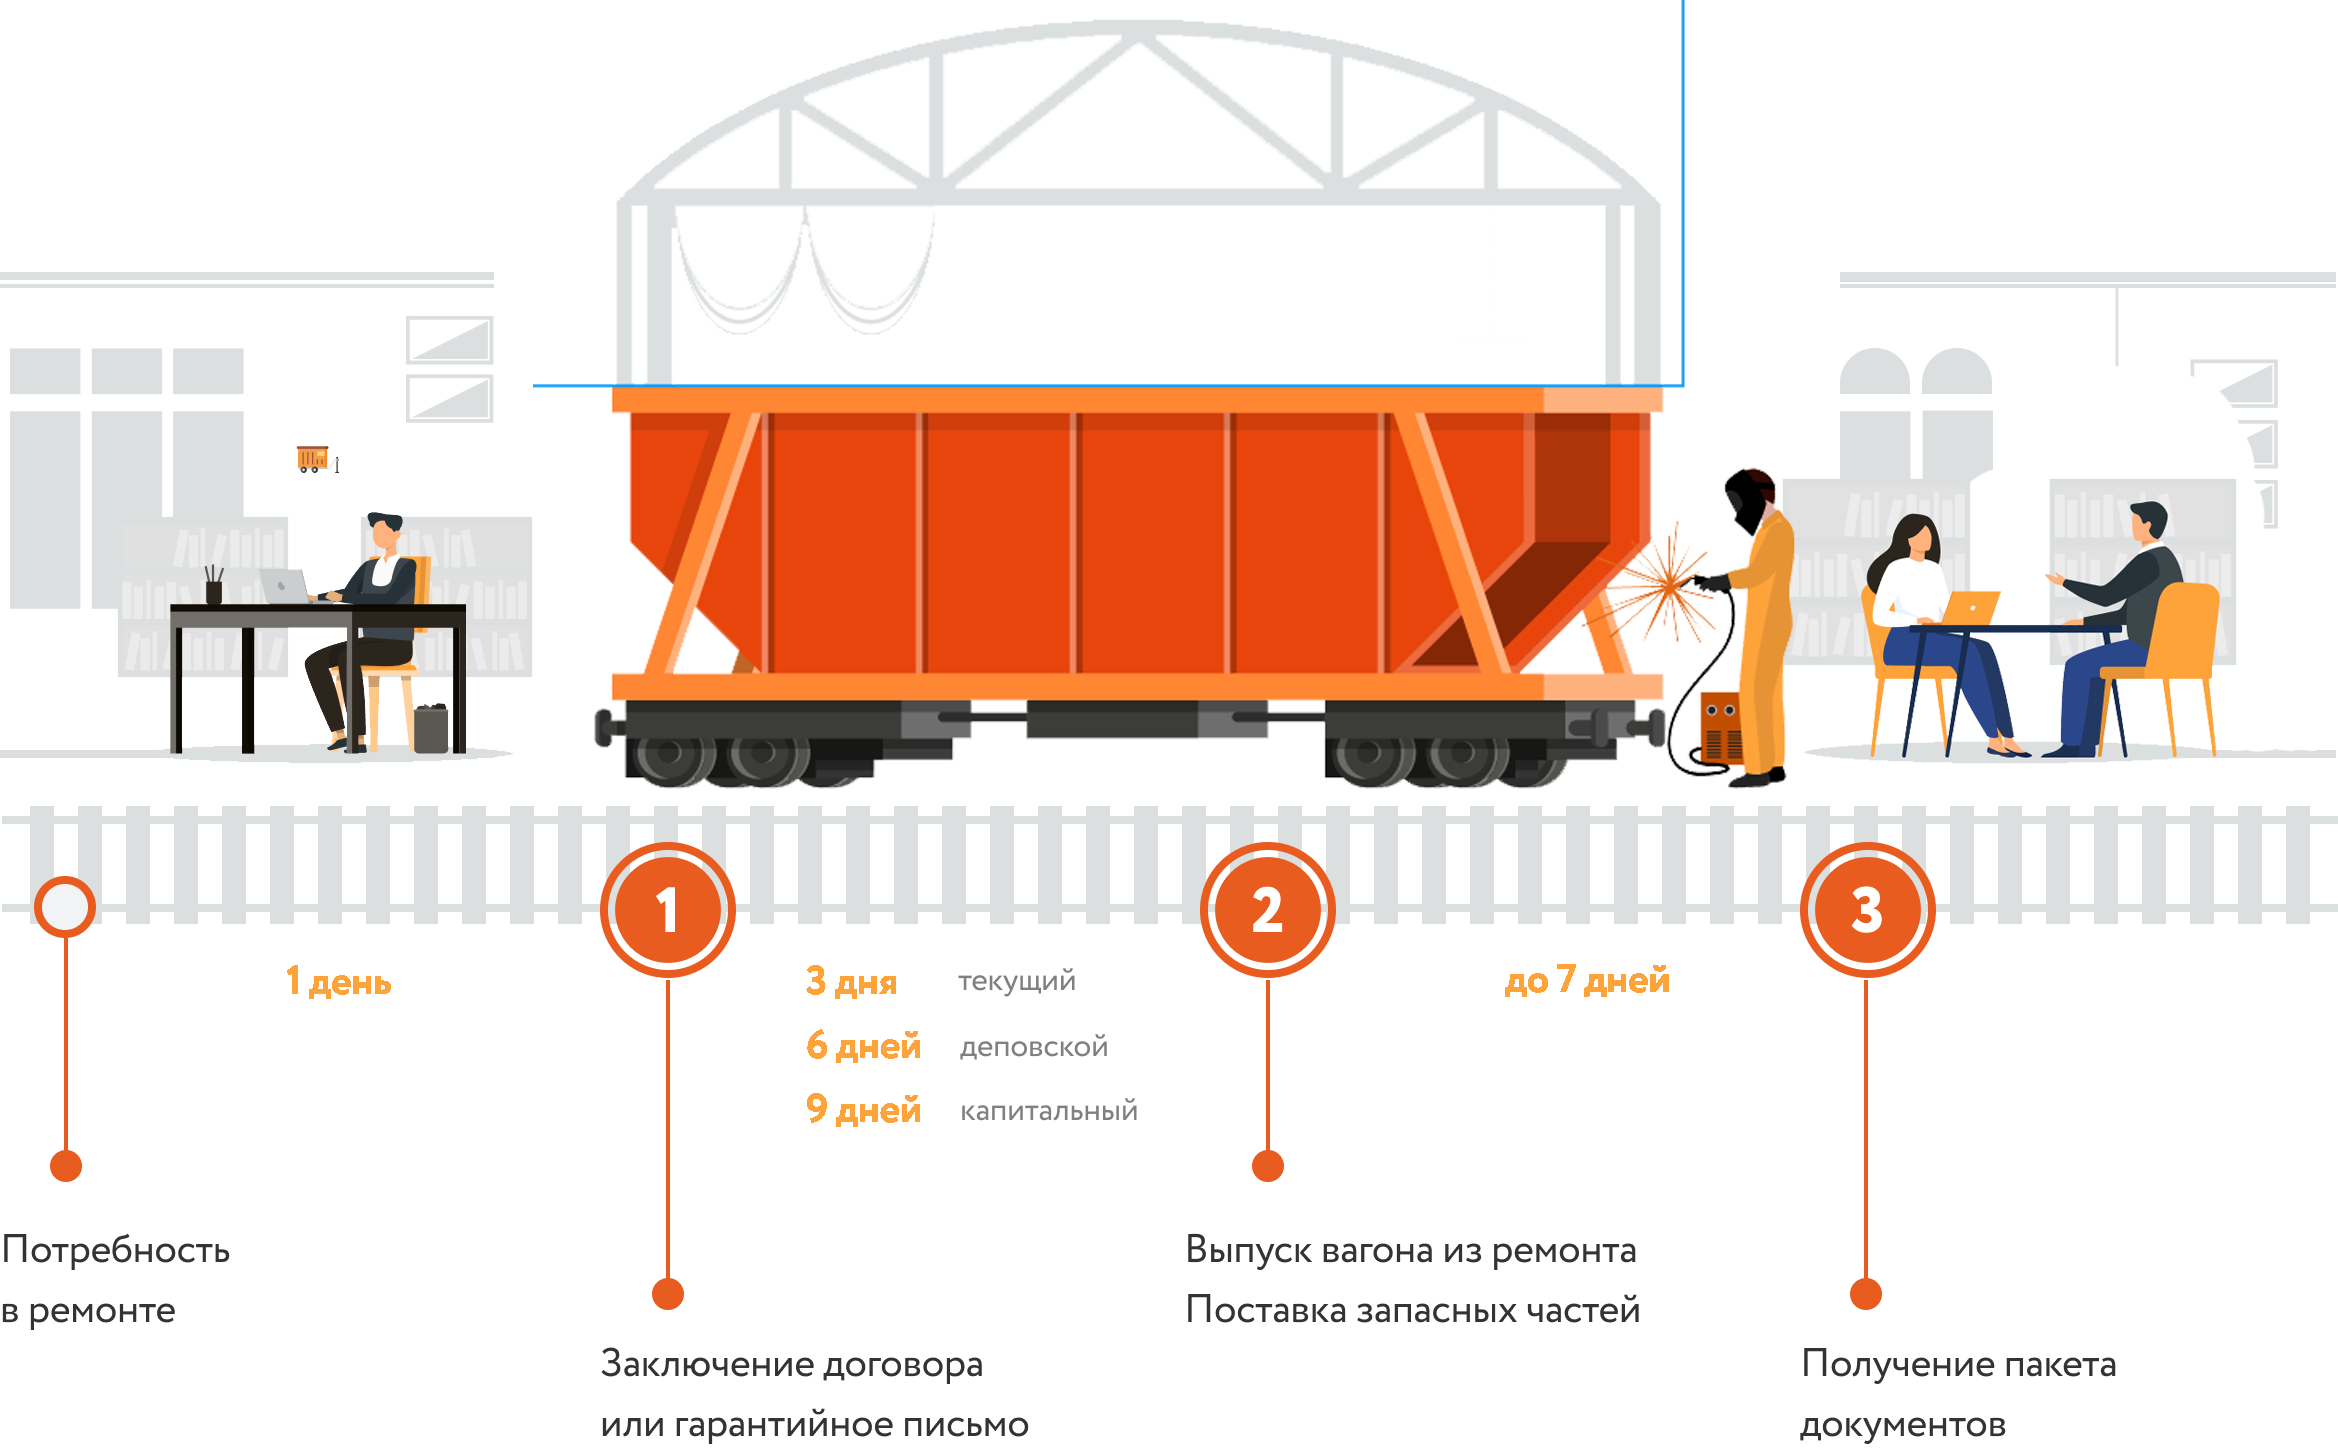 1
2
3
1 день
3 дня текущий
6 дней деповской
9 дней капитальный
до 7 дней
Потребность
в ремонте
Заключение договора
или гарантийное письмо
Выпуск вагона из ремонта
Поставка запасных частей
Получение пакета
документов